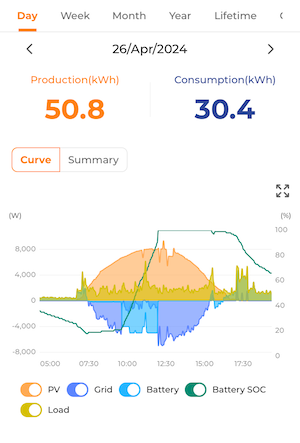 Day Week Month Year Lifetime
26/Apr/2024
Production(kWh) Consumption(kWh)
50.8 30.4
Curve Summary
(W) (%)
100
8,000 80
4,000 60
0 40
-4,000 20
-8,000 0
05:00 07:30 10:00 12:30 15:00 17:30
PV Grid Battery Battery SOC
Load